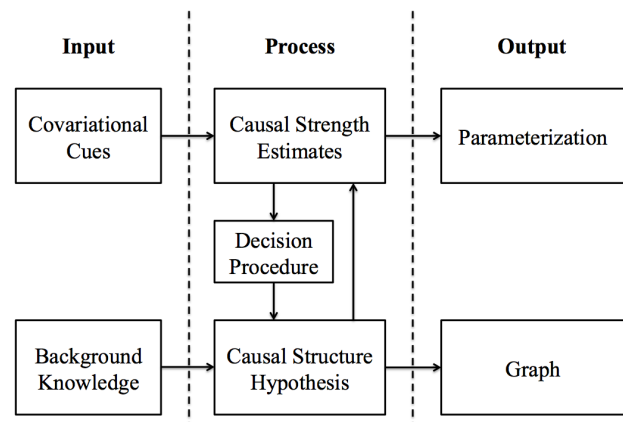 Input
Process
Output
Covariational
Cues
Causal Strength
Estimates
Parameterization
Decision
Procedure
Background
Knowledge
Causal Structure
Hypothesis
Graph